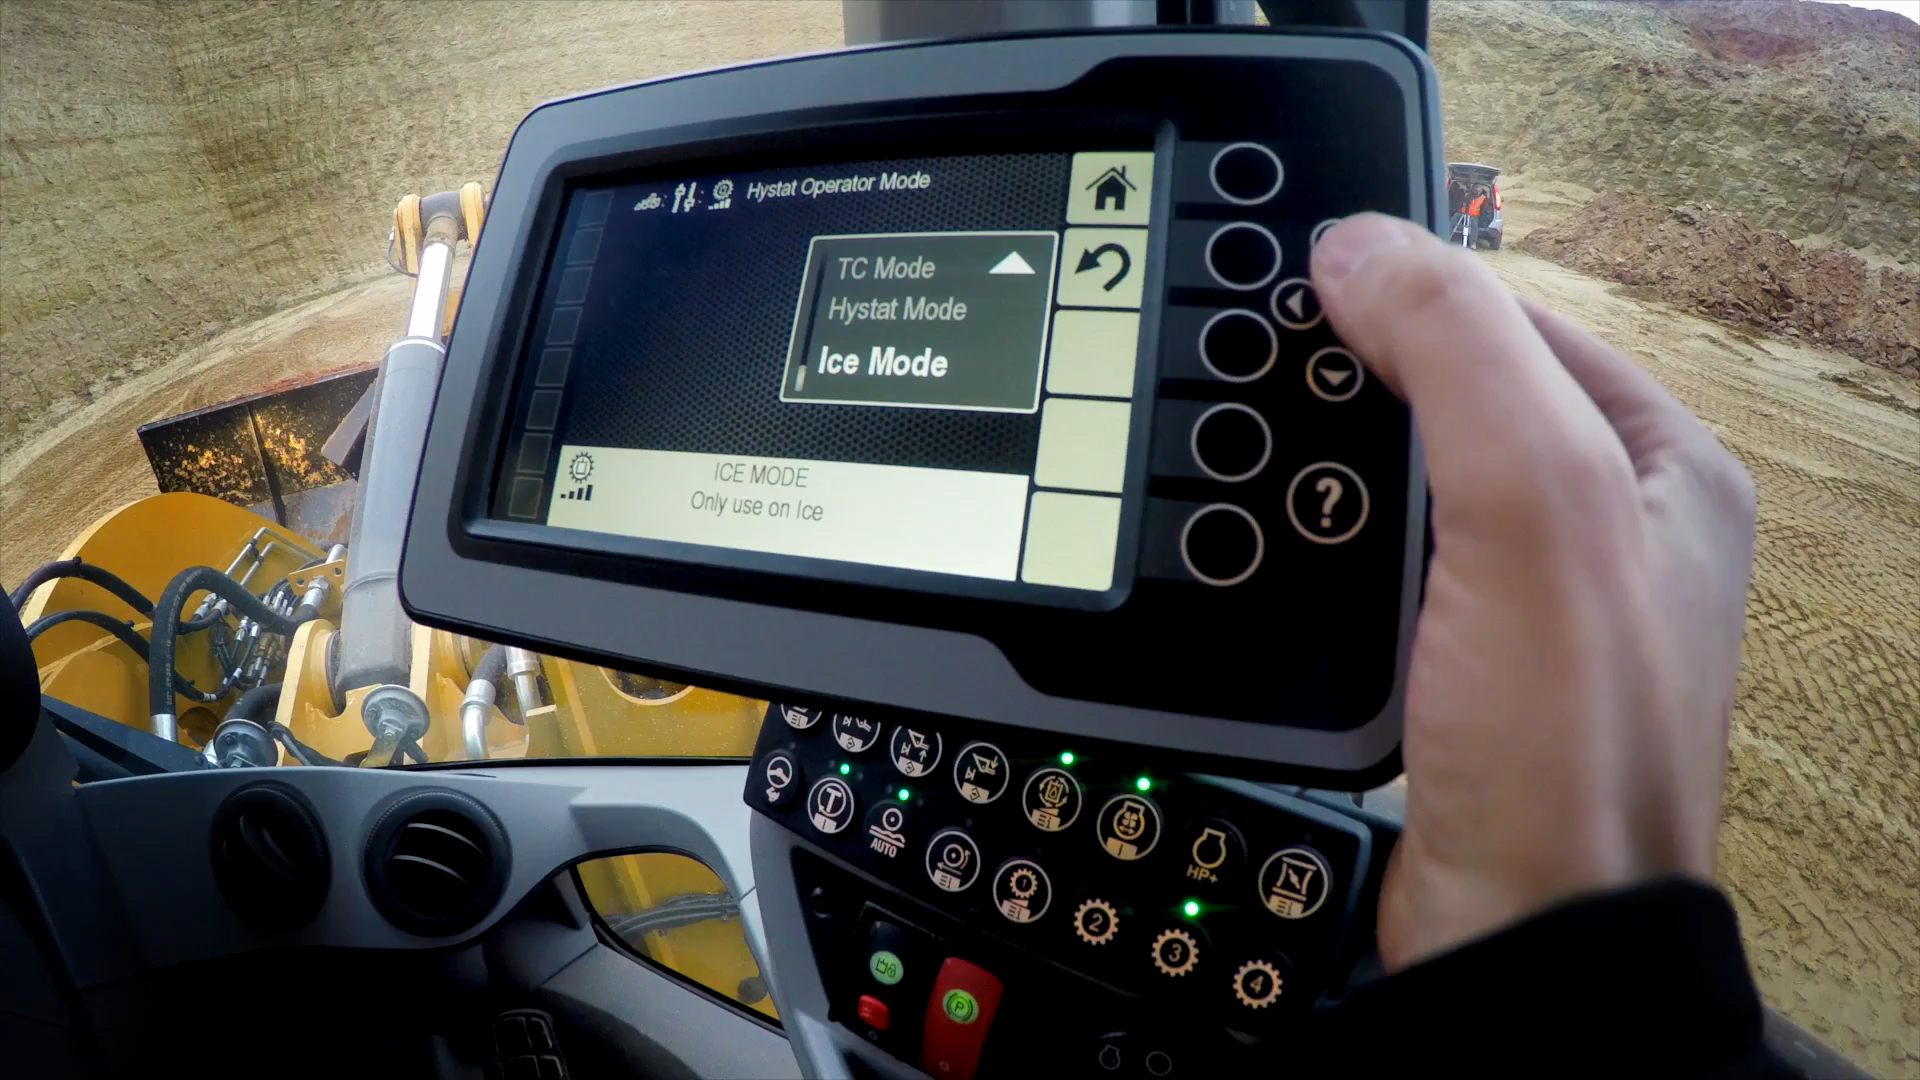 Hystat Operator Mode
TC Mode
Hystat Mode
Ice Mode
ICE MODE
Only use on Ice
?
T
AUTO
HP+
1
2
3
4
P